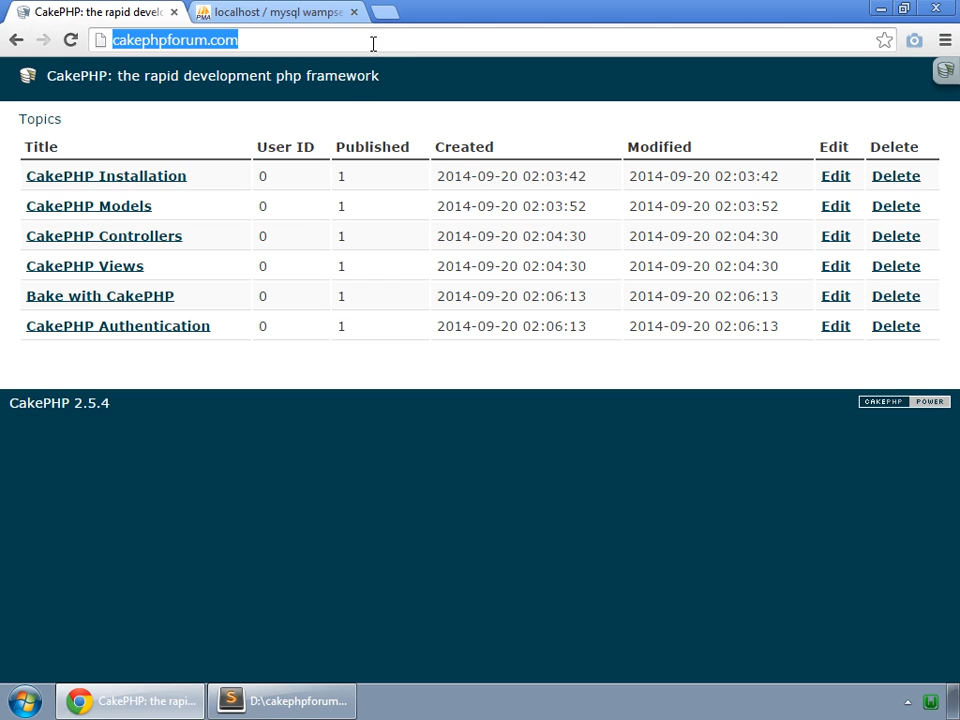 CakePHP: the rapid devel
localhost / mysql wampse
cakephpforum.com
CakePHP: the rapid development php framework
Topics
Title User ID Published Created Modified Edit Delete
CakePHP Installation 0 1 2014-09-20 02:03:42 2014-09-20 02:03:42 Edit Delete
CakePHP Models 0 1 2014-09-20 02:03:52 2014-09-20 02:03:52 Edit Delete
CakePHP Controllers 0 1 2014-09-20 02:04:30 2014-09-20 02:04:30 Edit Delete
CakePHP Views 0 1 2014-09-20 02:04:30 2014-09-20 02:04:30 Edit Delete
Bake with CakePHP 0 1 2014-09-20 02:06:13 2014-09-20 02:06:13 Edit Delete
CakePHP Authentication 0 1 2014-09-20 02:06:13 2014-09-20 02:06:13 Edit Delete
CakePHP 2.5.4
CAKEPHP POWER
CakePHP: the rapi...
D:\cakephpforum...